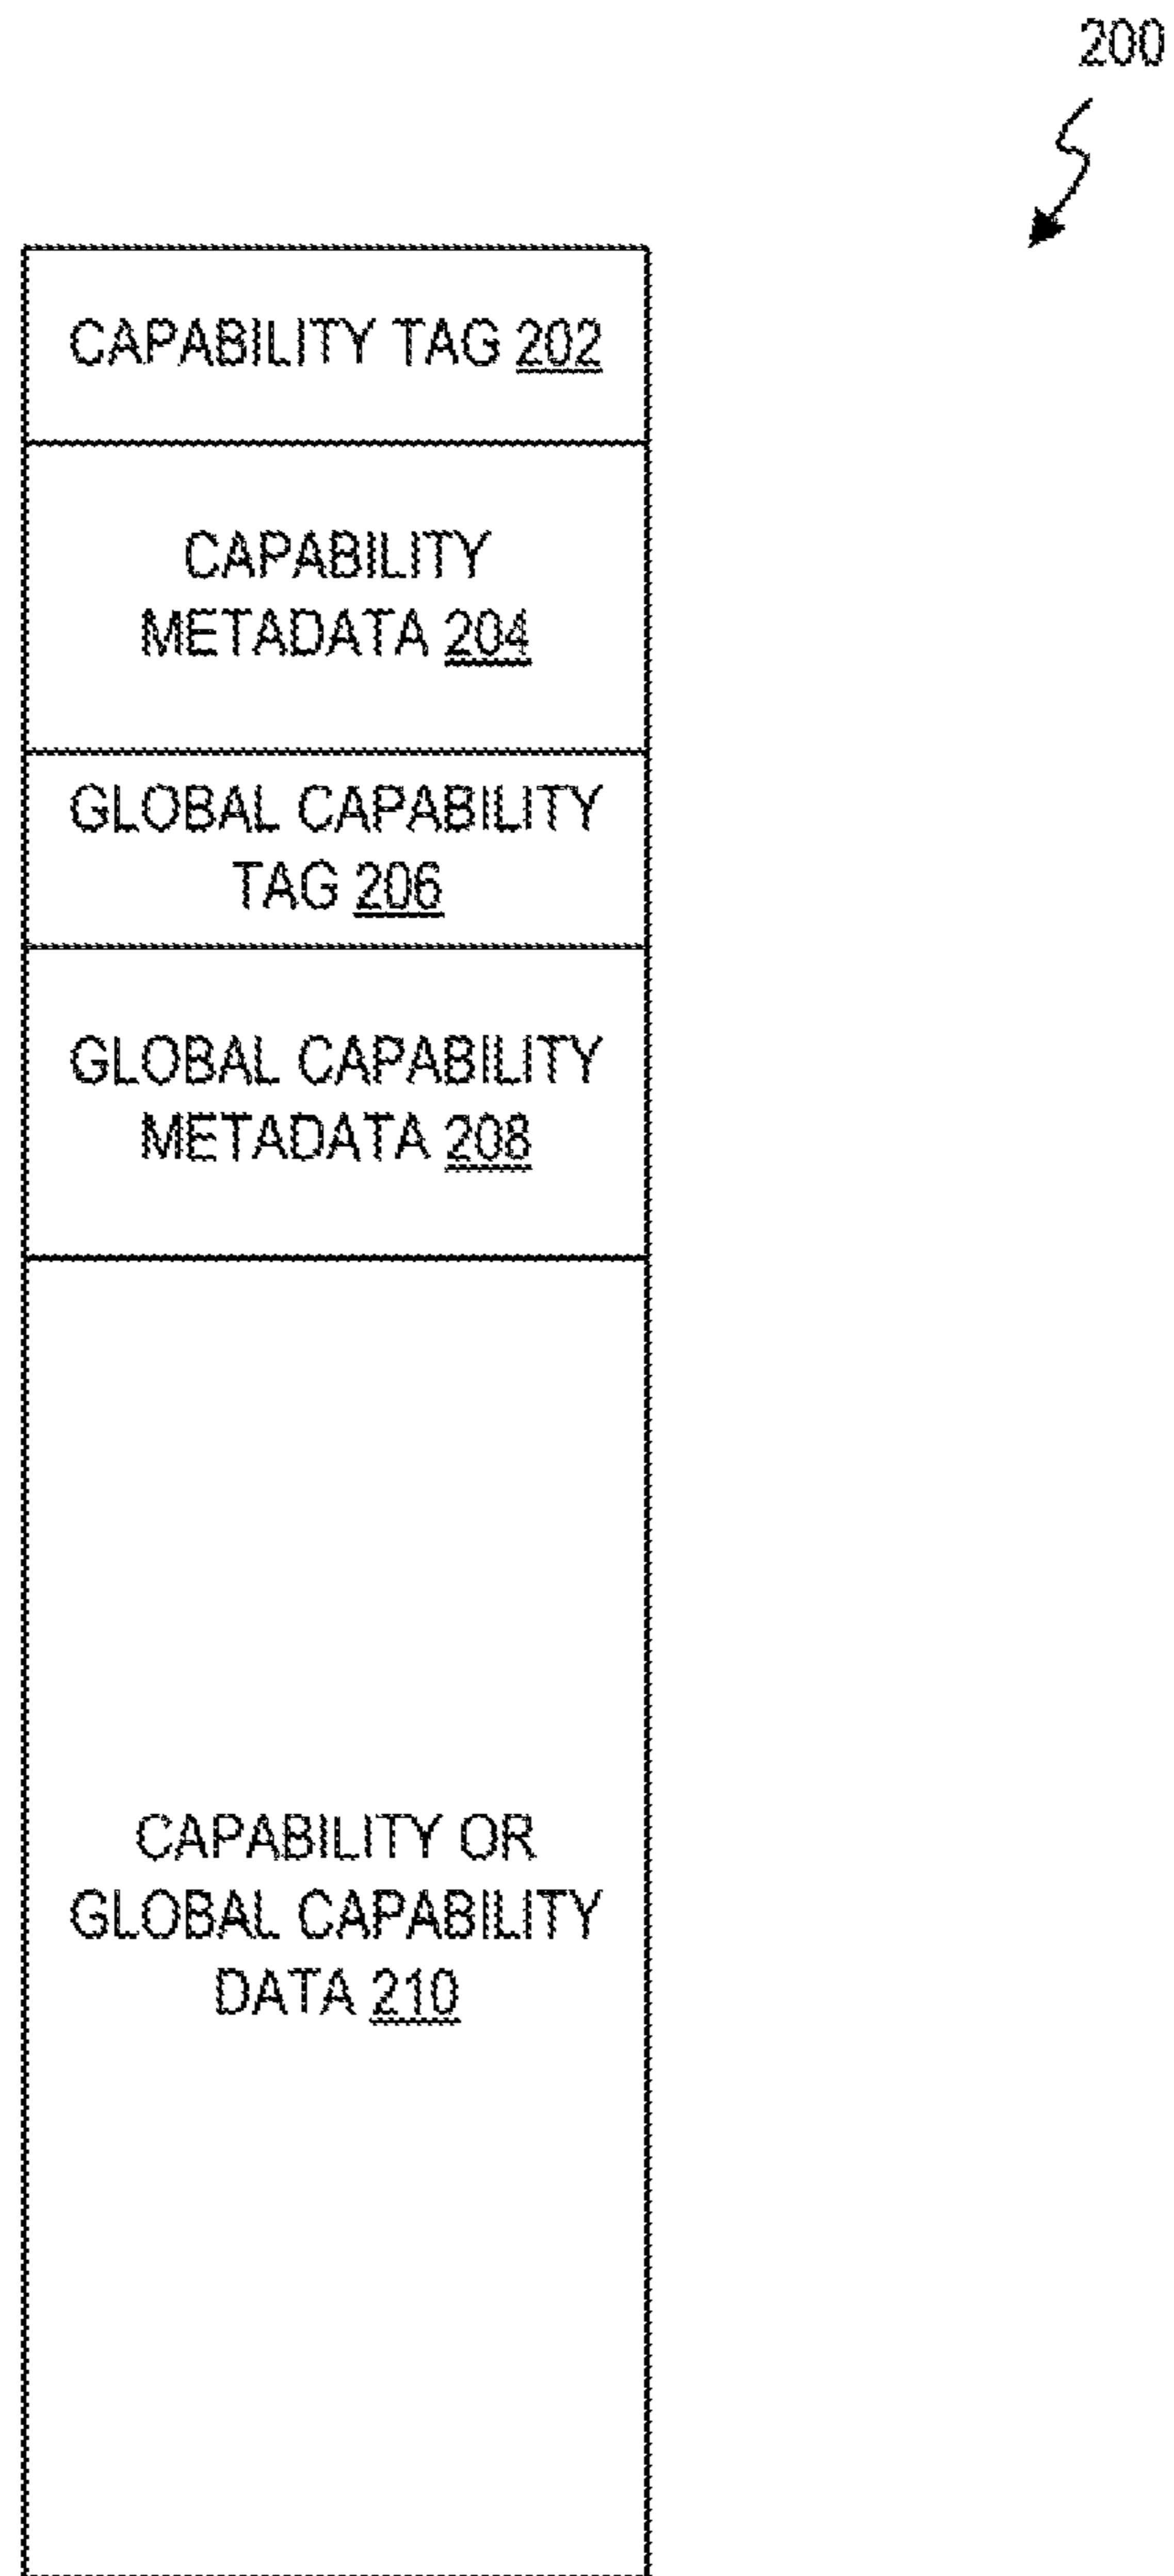 200
CAPABILITY TAG 202
CAPABILITY
METADATA 204
GLOBAL CAPABILITY
TAG 206
GLOBAL CAPABILITY
METADATA 208
CAPABILITY OR
GLOBAL CAPABILITY
DATA 210